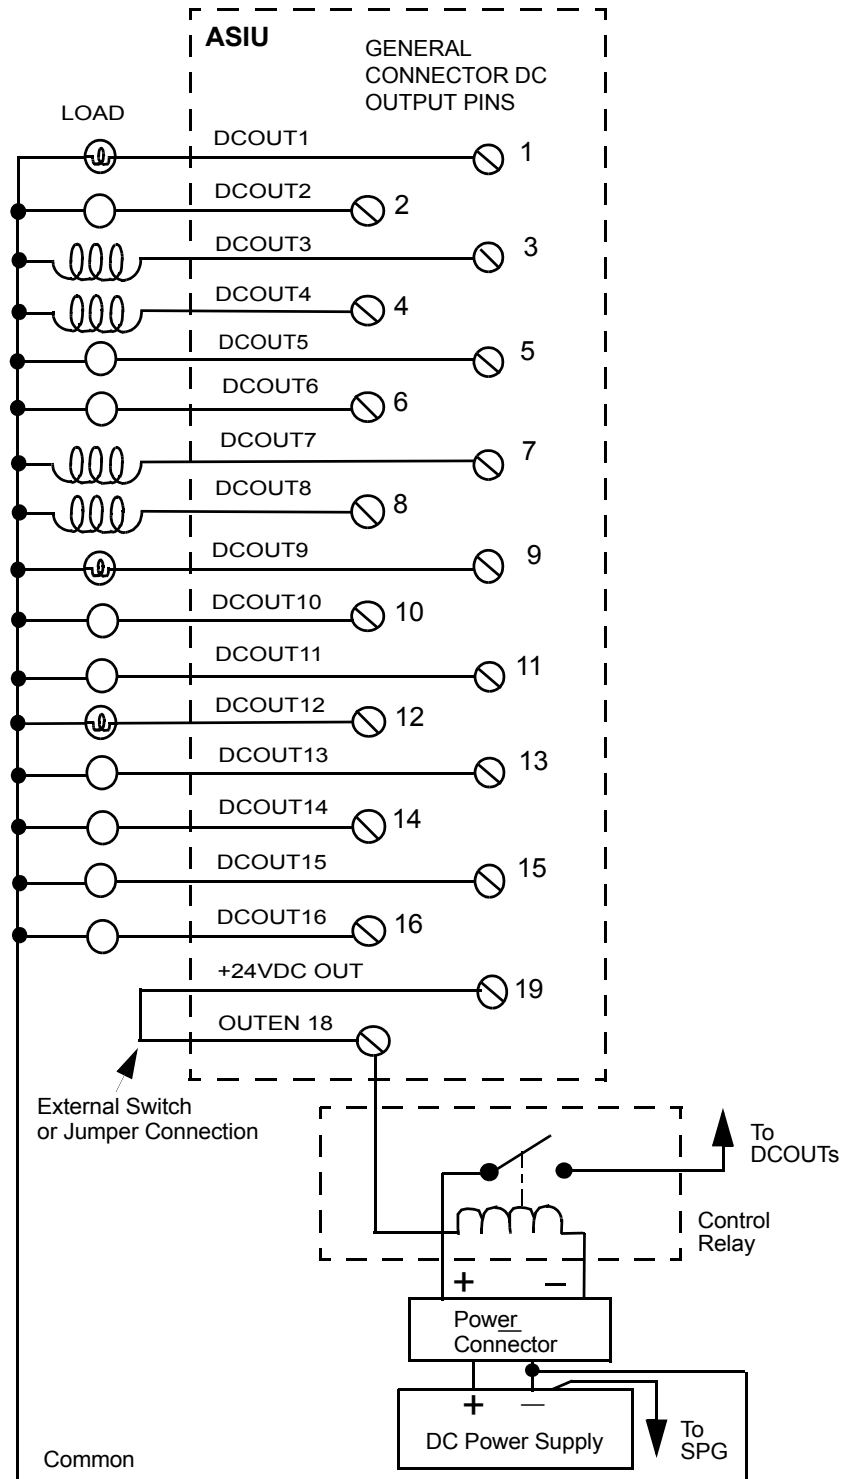 ASIU
GENERAL
CONNECTOR DC
OUTPUT PINS
LOAD
DCOUT1
1
DCOUT2
2
DCOUT3
3
DCOUT4
4
DCOUT5
5
DCOUT6
6
DCOUT7
7
DCOUT8
8
DCOUT9
9
DCOUT10
10
DCOUT11
11
DCOUT12
12
DCOUT13
13
DCOUT14
14
DCOUT15
15
DCOUT16
16
+24VDC OUT
19
OUTEN 18
External Switch
or Jumper Connection
To
DCOUTs
Control
Relay
+ −
Power
Connector
+ —
DC Power Supply
To
SPG
Common